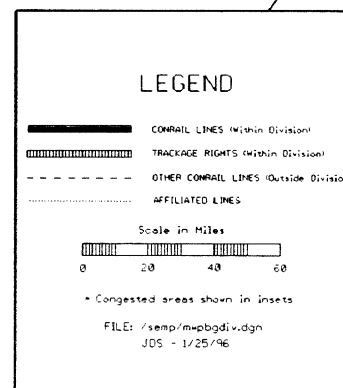 LEGEND
CONRAIL LINES (Within Division)
TRACKAGE RIGHTS (Within Division)
OTHER CONRAIL LINES (Outside Divisio
AFFILIATED LINES
Scale in Miles
0 20 40 60
* Congested areas shown in insets
FILE: /semp/mwpbgdiv.dgn
JDS - 1/25/96